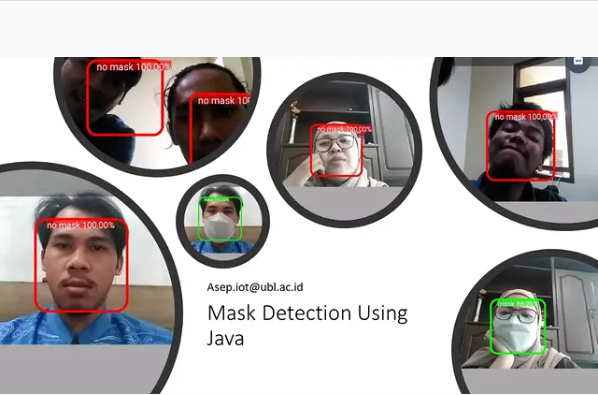 no mask 100,00%
no mask 10
no mask 100,00%
no mask 100,00%
no mask 100,00%
Asep.iot@ubl.ac.id
Mask Detection Using
Java